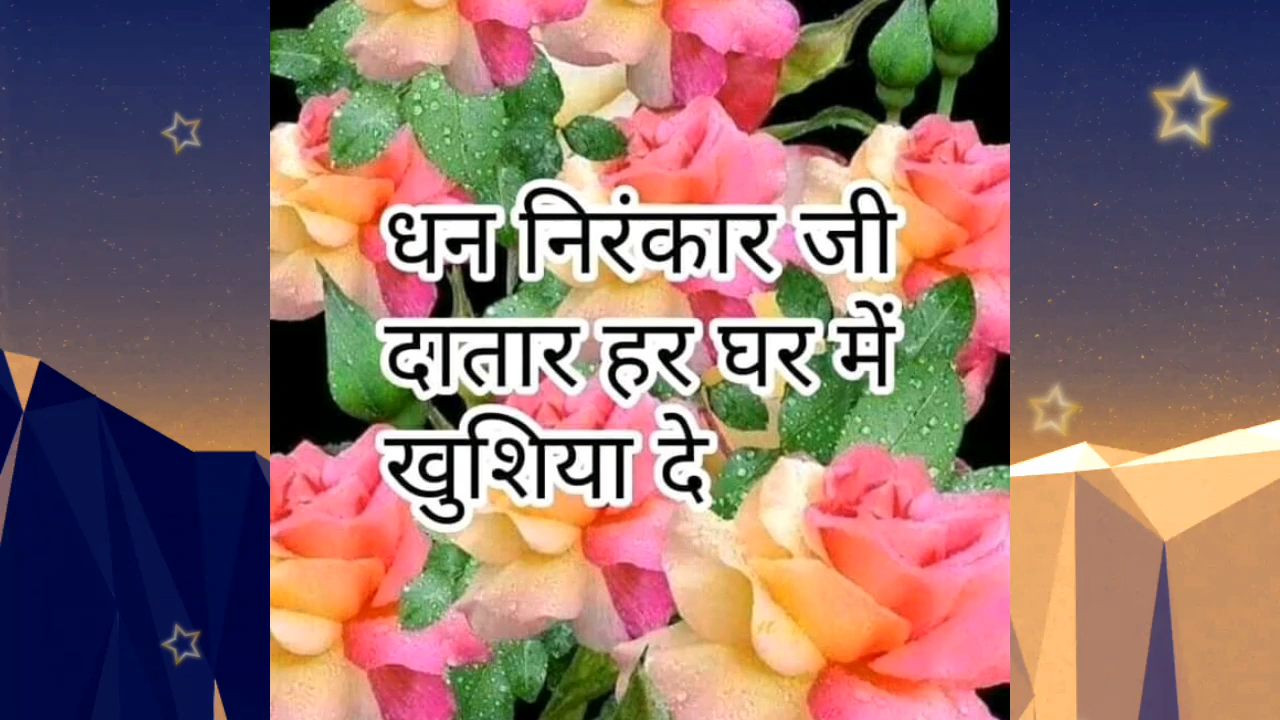 धन निरंकार जी
दातार हर घर में
खुशिया दे